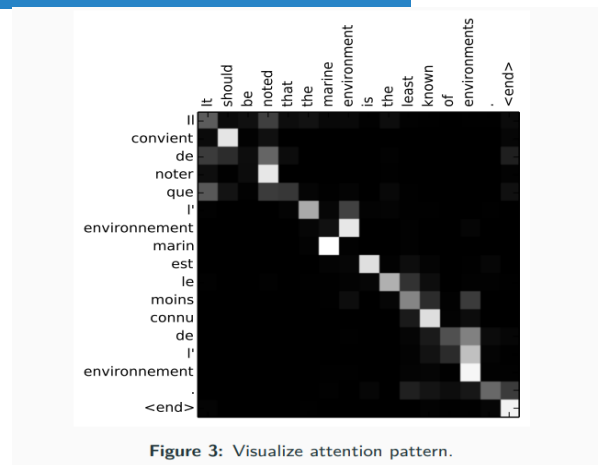 It
should
be
noted
that
the
marine
environment
is
the
least
known
of
environments
.
<end>
Il
convient
de
noter
que
l'
environnement
marin
est
le
moins
connu
de
l'
environnement
.
<end>
Figure 3: Visualize attention pattern.